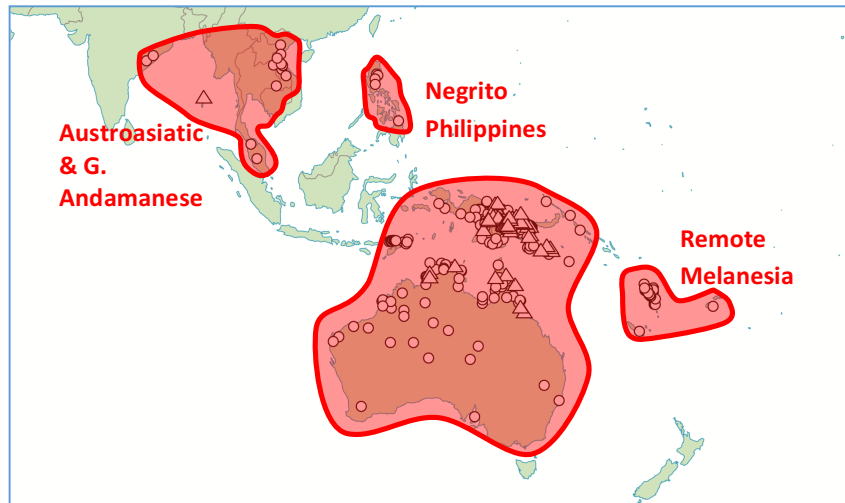 Negrito
Philippines
Austroasiatic
& G.
Andamanese
Remote
Melanesia